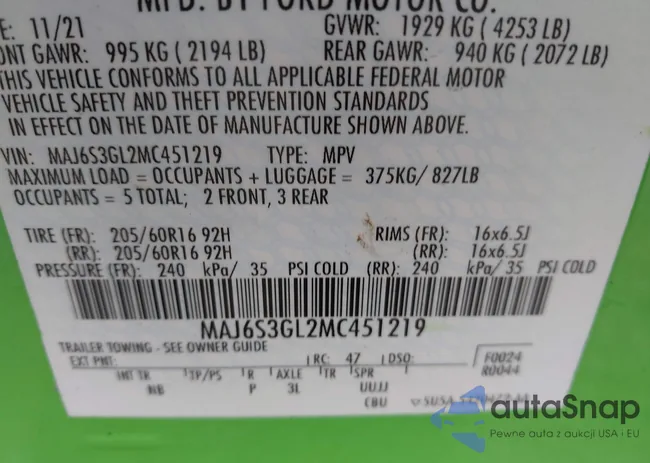 MFD. BY FORD MOTOR CO.
E: 11/21 GVWR: 1929 KG ( 4253 LB)
ONT GAWR: 995 KG ( 2194 LB) REAR GAWR: 940 KG ( 2072 LB)
THIS VEHICLE CONFORMS TO ALL APPLICABLE FEDERAL MOTOR
VEHICLE SAFETY AND THEFT PREVENTION STANDARDS
IN EFFECT ON THE DATE OF MANUFACTURE SHOWN ABOVE.
VIN: MAJ6S3GL2MC451219 TYPE: MPV
MAXIMUM LOAD = OCCUPANTS + LUGGAGE = 375KG/ 827LB
OCCUPANTS = 5 TOTAL; 2 FRONT, 3 REAR
TIRE (FR): 205/60R16 92H RIMS (FR): 16x6.5J
(RR): 205/60R16 92H (RR): 16x6.5J
PRESSURE (FR): 240 kPa/ 35 PSI COLD (RR): 240 kPa/ 35 PSI COLD
MAJ6S3GL2MC451219
TRAILER TOWING - SEE OWNER GUIDE
EXT PNT: RC: 47 DSO: F0024
R0044
INT TR TP/PS R AXLE TR SPR
NB P 3L UUJJ
CBU
autaSnap
Pewne auta z aukcji USA i EU